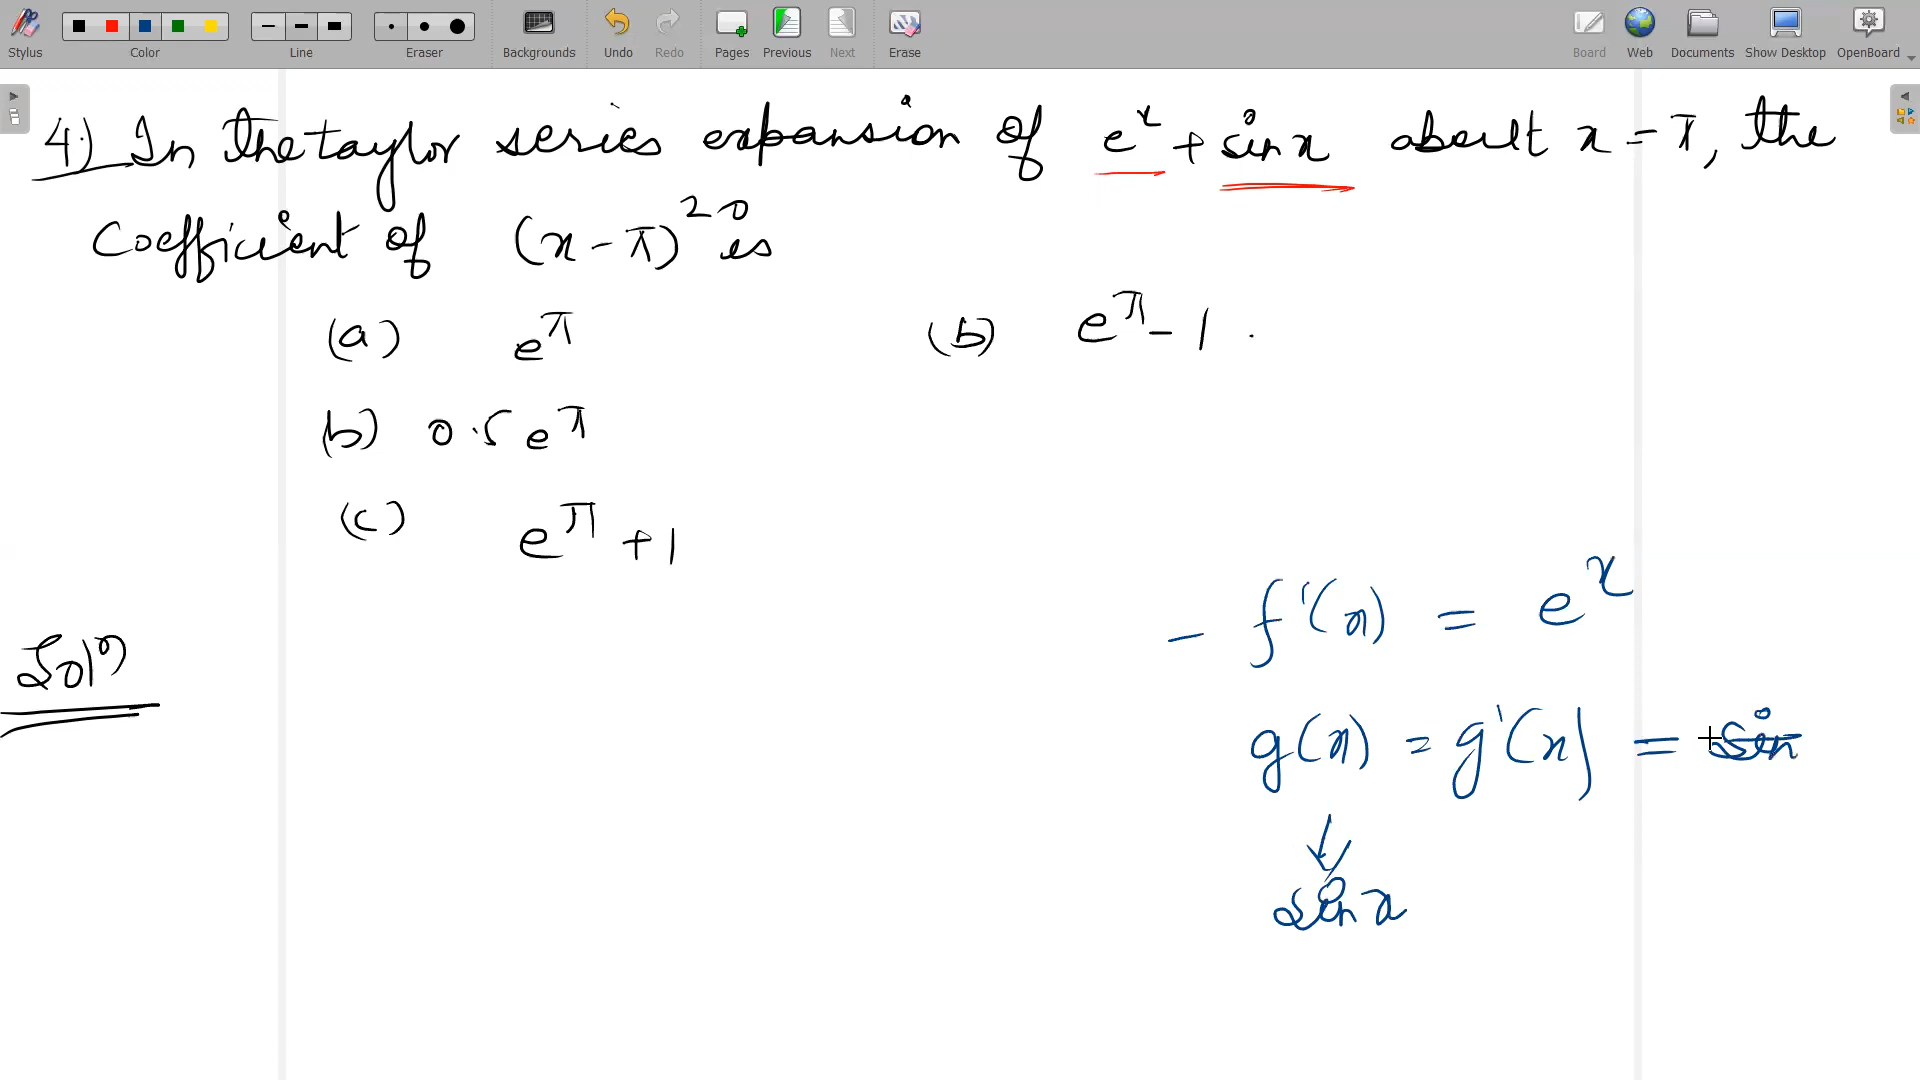 Stylus Color Line Eraser Backgrounds Undo Redo Pages Previous Next Erase Board Web Documents Show Desktop OpenBoard
4) In the taylor series expansion of e^x + sin x about x = π, the
Coefficient of (x - π)^20 is
(a) e^π (b) e^π - 1 .
(b) 0.5 e^π
(c) e^π + 1
- f'(x) = e^x
Sol^n
g(x) = g'(x) = sin
sin x